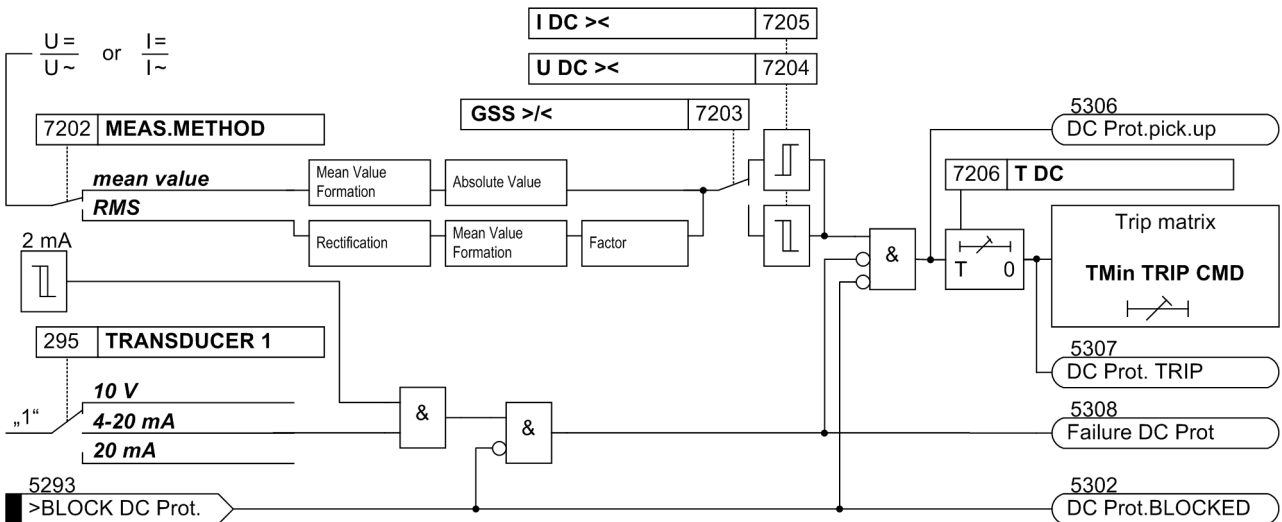 I DC >< 7205
U = or I =
U ~ I ~
U DC >< 7204
GSS >/< 7203
5306
DC Prot.pick.up
7202 MEAS.METHOD
7206 T DC
mean value
Mean Value
Formation
Absolute Value
RMS
Rectification
Mean Value
Formation
Factor
Trip matrix
TMin TRIP CMD
2 mA
&
T 0
295 TRANSDUCER 1
5307
DC Prot. TRIP
10 V
„1“
4-20 mA
20 mA
&
&
5308
Failure DC Prot
5293
>BLOCK DC Prot.
5302
DC Prot.BLOCKED